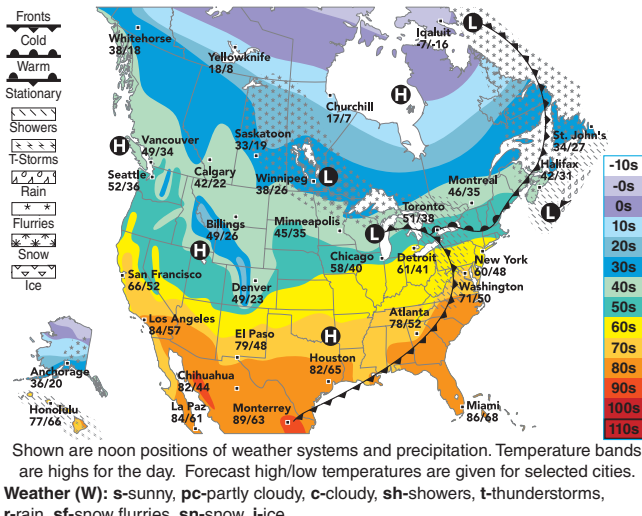 Fronts
Cold
Warm
Stationary
Showers
T-Storms
Rain
Flurries
Snow
Ice
Whitehorse
38/18
Yellowknife
18/8
Iqaluit
-7/-16
L
H
Churchill
17/7
St. John's
34/27
H
Vancouver
49/34
Saskatoon
33/19
Halifax
42/31
Seattle
52/36
Calgary
42/22
Winnipeg
38/26
L
Montreal
46/35
L
Billings
49/26
Minneapolis
45/35
Toronto
51/38
L
H
Chicago
58/40
Detroit
61/41
New York
60/48
San Francisco
66/52
Denver
49/23
Washington
71/50
Los Angeles
84/57
El Paso
79/48
H
Atlanta
78/52
Houston
82/65
Anchorage
36/20
Chihuahua
82/44
Honolulu
77/66
La Paz
84/61
Monterrey
89/63
Miami
86/68
-10s
-0s
0s
10s
20s
30s
40s
50s
60s
70s
80s
90s
100s
110s
Shown are noon positions of weather systems and precipitation. Temperature bands
are highs for the day. Forecast high/low temperatures are given for selected cities.
Weather (W): s-sunny, pc-partly cloudy, c-cloudy, sh-showers, t-thunderstorms,
r-rain, sf-snow flurries, sn-snow, i-ice